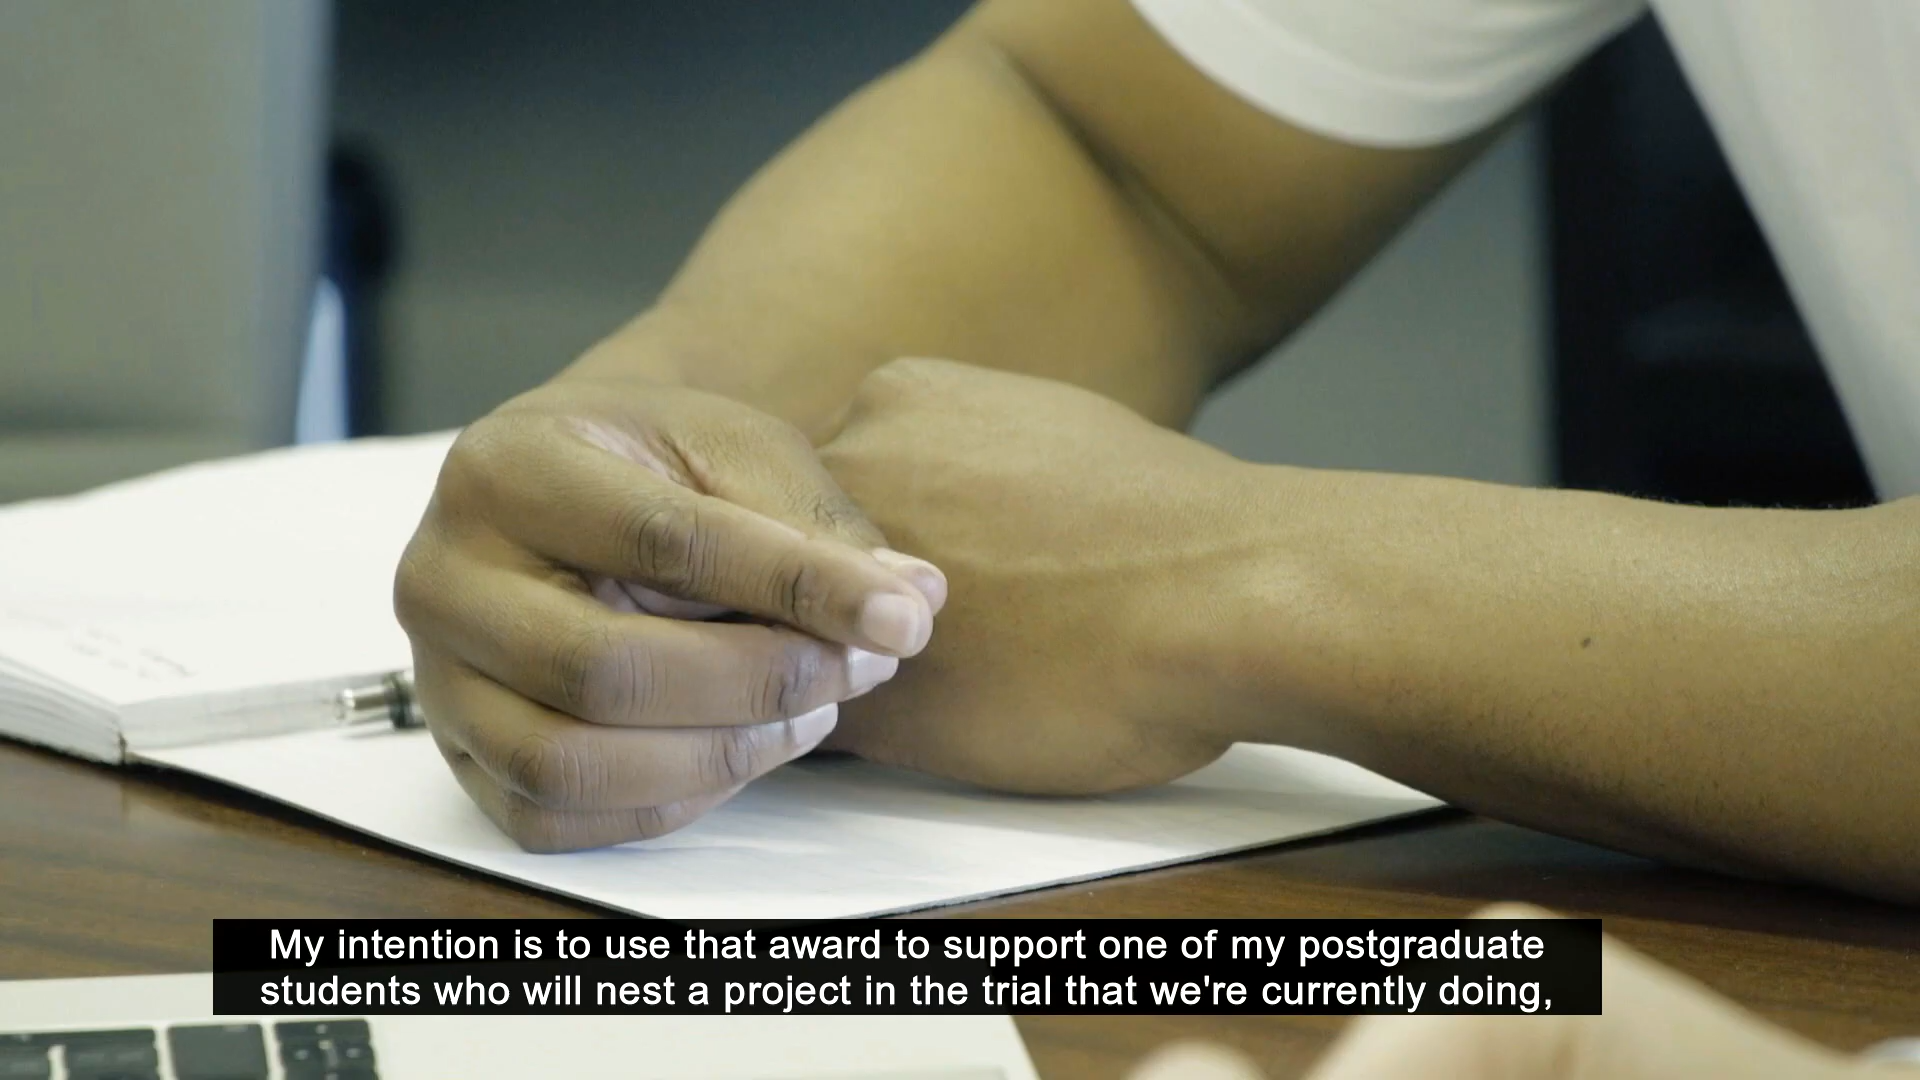 My intention is to use that award to support one of my postgraduate
students who will nest a project in the trial that we're currently doing,